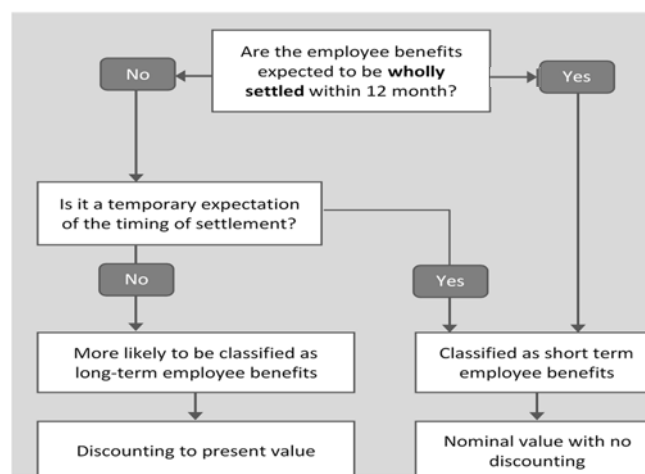 Are the employee benefits
expected to be wholly
settled within 12 month?
No
Yes
Is it a temporary expectation
of the timing of settlement?
No
Yes
More likely to be classified as
long-term employee benefits
Classified as short term
employee benefits
Discounting to present value
Nominal value with no
discounting